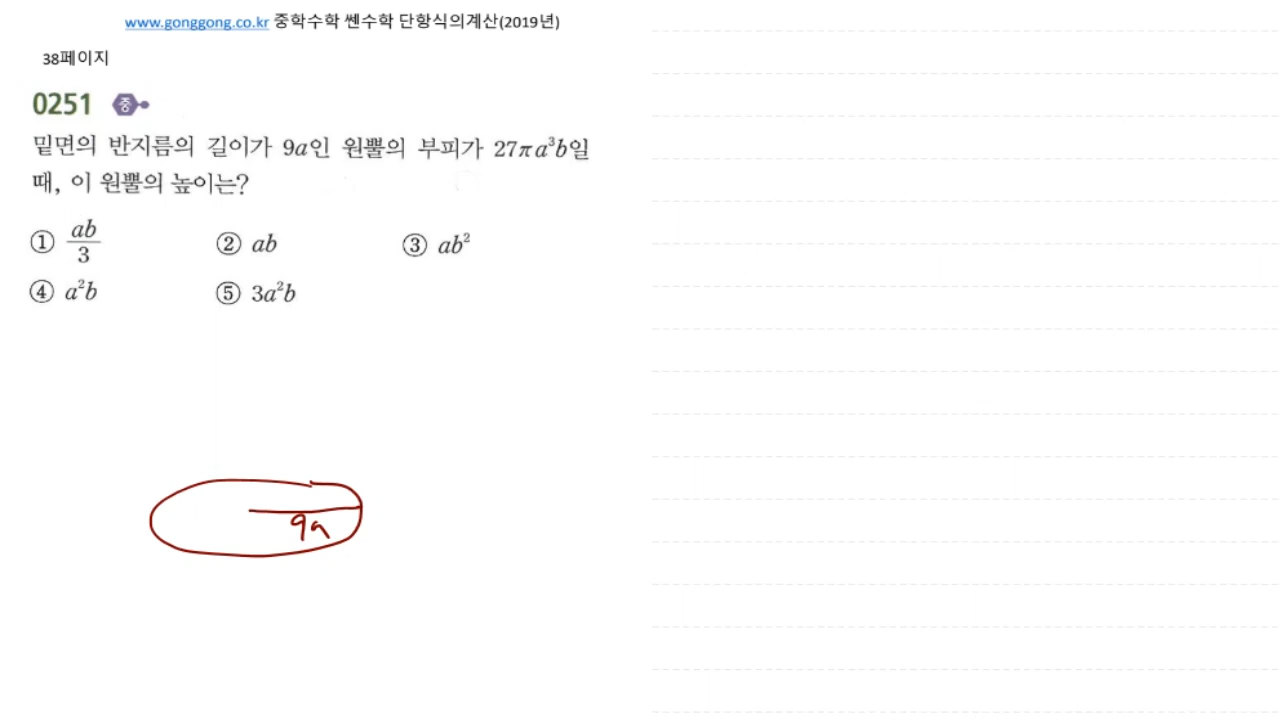 www.gonggong.co.kr 중학수학 쎈수학 단항식의계산(2019년)
38페이지
0251 중
밑면의 반지름의 길이가 9a인 원뿔의 부피가 27πa³b일
때, 이 원뿔의 높이는?
① ab/3 ② ab ③ ab²
④ a²b ⑤ 3a²b
9a